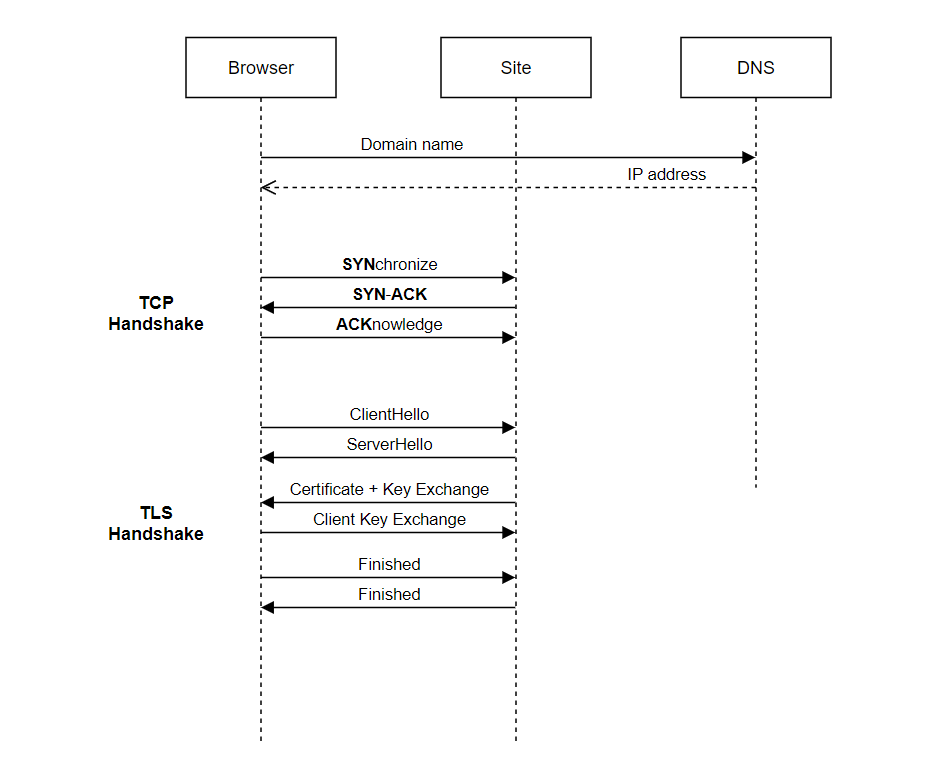 Browser
Site
DNS
Domain name
IP address
SYNchronize
SYN-ACK
ACKnowledge
TCP
Handshake
ClientHello
ServerHello
Certificate + Key Exchange
Client Key Exchange
TLS
Handshake
Finished
Finished